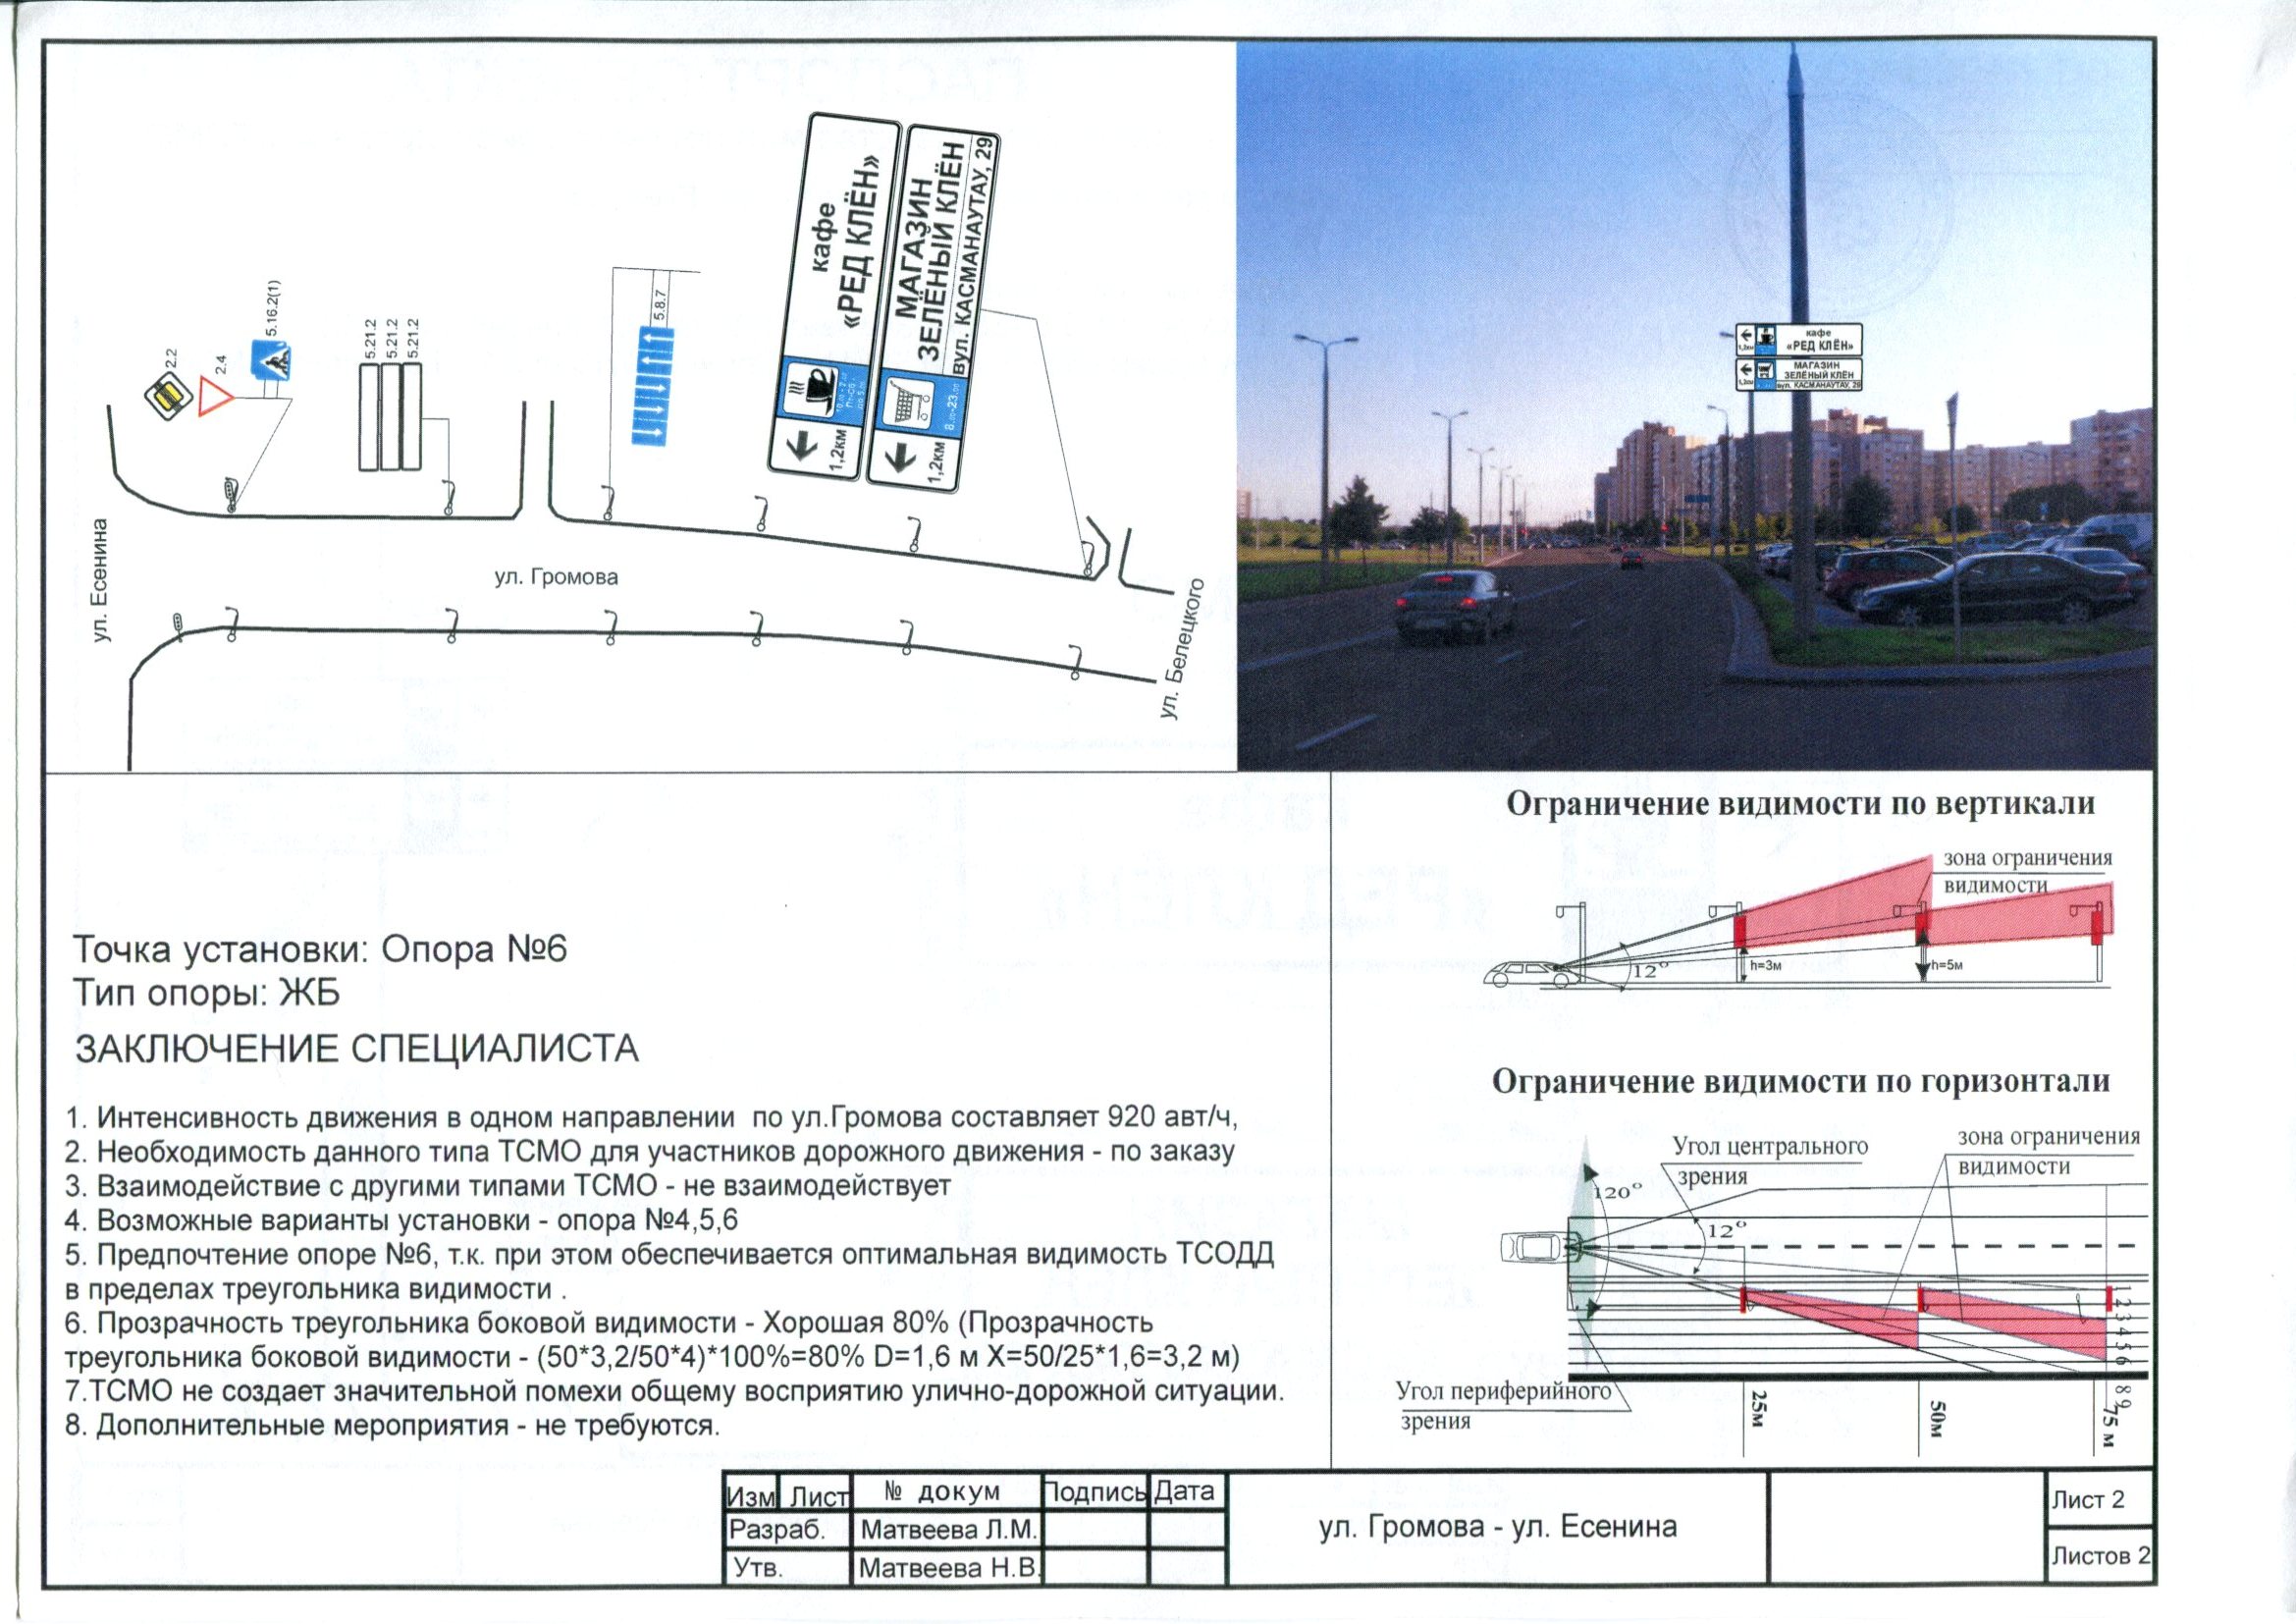 2.2
2.4
5.16.2(1)
5.21.2
5.21.2
5.21.2
5.8.7
кафе
«РЕД КЛЁН»
1,2км
МАГАЗИН
ЗЕЛЁНЫЙ КЛЁН
вул. КАСМАНАУТАУ, 29
8.00-23.00
1,2км
ул. Есенина
ул. Громова
ул. Белецкого
кафе
«РЕД КЛЁН»
1,2км
МАГАЗИН
ЗЕЛЁНЫЙ КЛЁН
вул. КАСМАНАУТАУ, 29
1,2км
Точка установки: Опора №6
Тип опоры: ЖБ
ЗАКЛЮЧЕНИЕ СПЕЦИАЛИСТА
1. Интенсивность движения в одном направлении по ул.Громова составляет 920 авт/ч,
2. Необходимость данного типа ТСМО для участников дорожного движения - по заказу
3. Взаимодействие с другими типами ТСМО - не взаимодействует
4. Возможные варианты установки - опора №4,5,6
5. Предпочтение опоре №6, т.к. при этом обеспечивается оптимальная видимость ТСОДД
в пределах треугольника видимости .
6. Прозрачность треугольника боковой видимости - Хорошая 80% (Прозрачность
треугольника боковой видимости - (50*3,2/50*4)*100%=80% D=1,6 м X=50/25*1,6=3,2 м)
7.ТСМО не создает значительной помехи общему восприятию улично-дорожной ситуации.
8. Дополнительные мероприятия - не требуются.
Ограничение видимости по вертикали
зона ограничения
видимости
12°
h=3м
h=5м
Ограничение видимости по горизонтали
Угол центрального
зрения
зона ограничения
видимости
120°
12°
Угол периферийного
зрения
1 2 3 4 5 6
8 9
25м
50м
75 м
Изм Лист № докум Подпись Дата
Разраб. Матвеева Л.М.
Утв. Матвеева Н.В.
ул. Громова - ул. Есенина
Лист 2
Листов 2